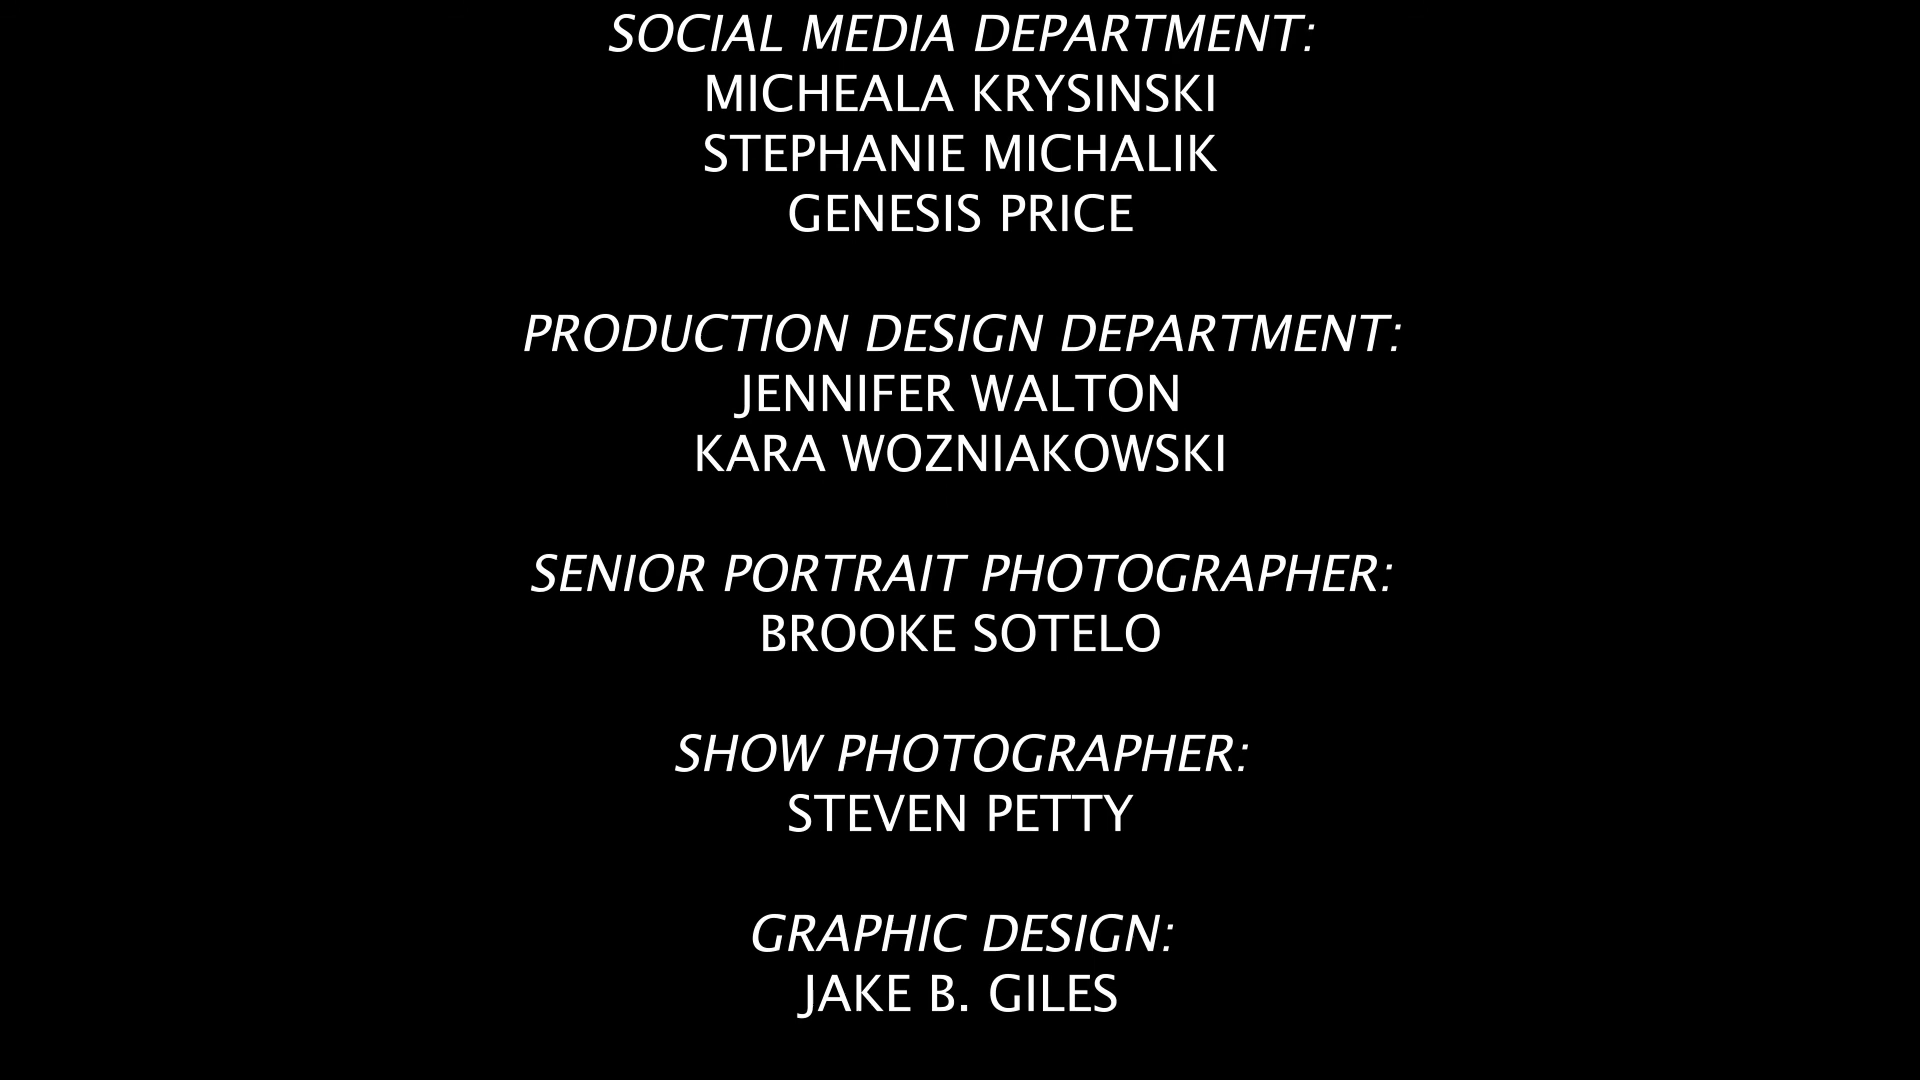 SOCIAL MEDIA DEPARTMENT:
MICHEALA KRYSINSKI
STEPHANIE MICHALIK
GENESIS PRICE
PRODUCTION DESIGN DEPARTMENT:
JENNIFER WALTON
KARA WOZNIAKOWSKI
SENIOR PORTRAIT PHOTOGRAPHER:
BROOKE SOTELO
SHOW PHOTOGRAPHER:
STEVEN PETTY
GRAPHIC DESIGN:
JAKE B. GILES